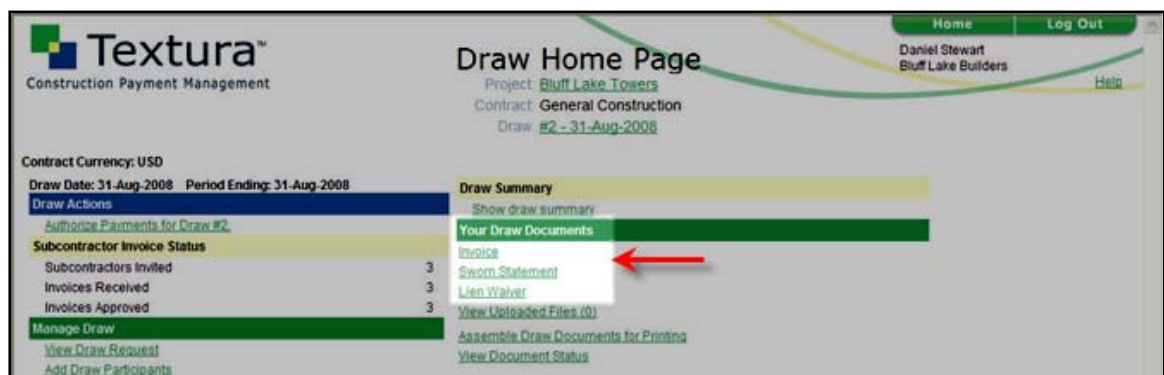 Home
Log Out
Textura™
Construction Payment Management
Draw Home Page
Project: Bluff Lake Towers
Contract: General Construction
Draw: #2 - 31-Aug-2008
Daniel Stewart
Bluff Lake Builders
Help
Contract Currency: USD
Draw Date: 31-Aug-2008 Period Ending: 31-Aug-2008
Draw Actions
Authorize Payments for Draw #2.
Subcontractor Invoice Status
Subcontractors Invited 3
Invoices Received 3
Invoices Approved 3
Manage Draw
View Draw Request
Add Draw Participants
Draw Summary
Show draw summary
Your Draw Documents
Invoice
Sworn Statement
Lien Waiver
View Uploaded Files (0)
Assemble Draw Documents for Printing
View Document Status